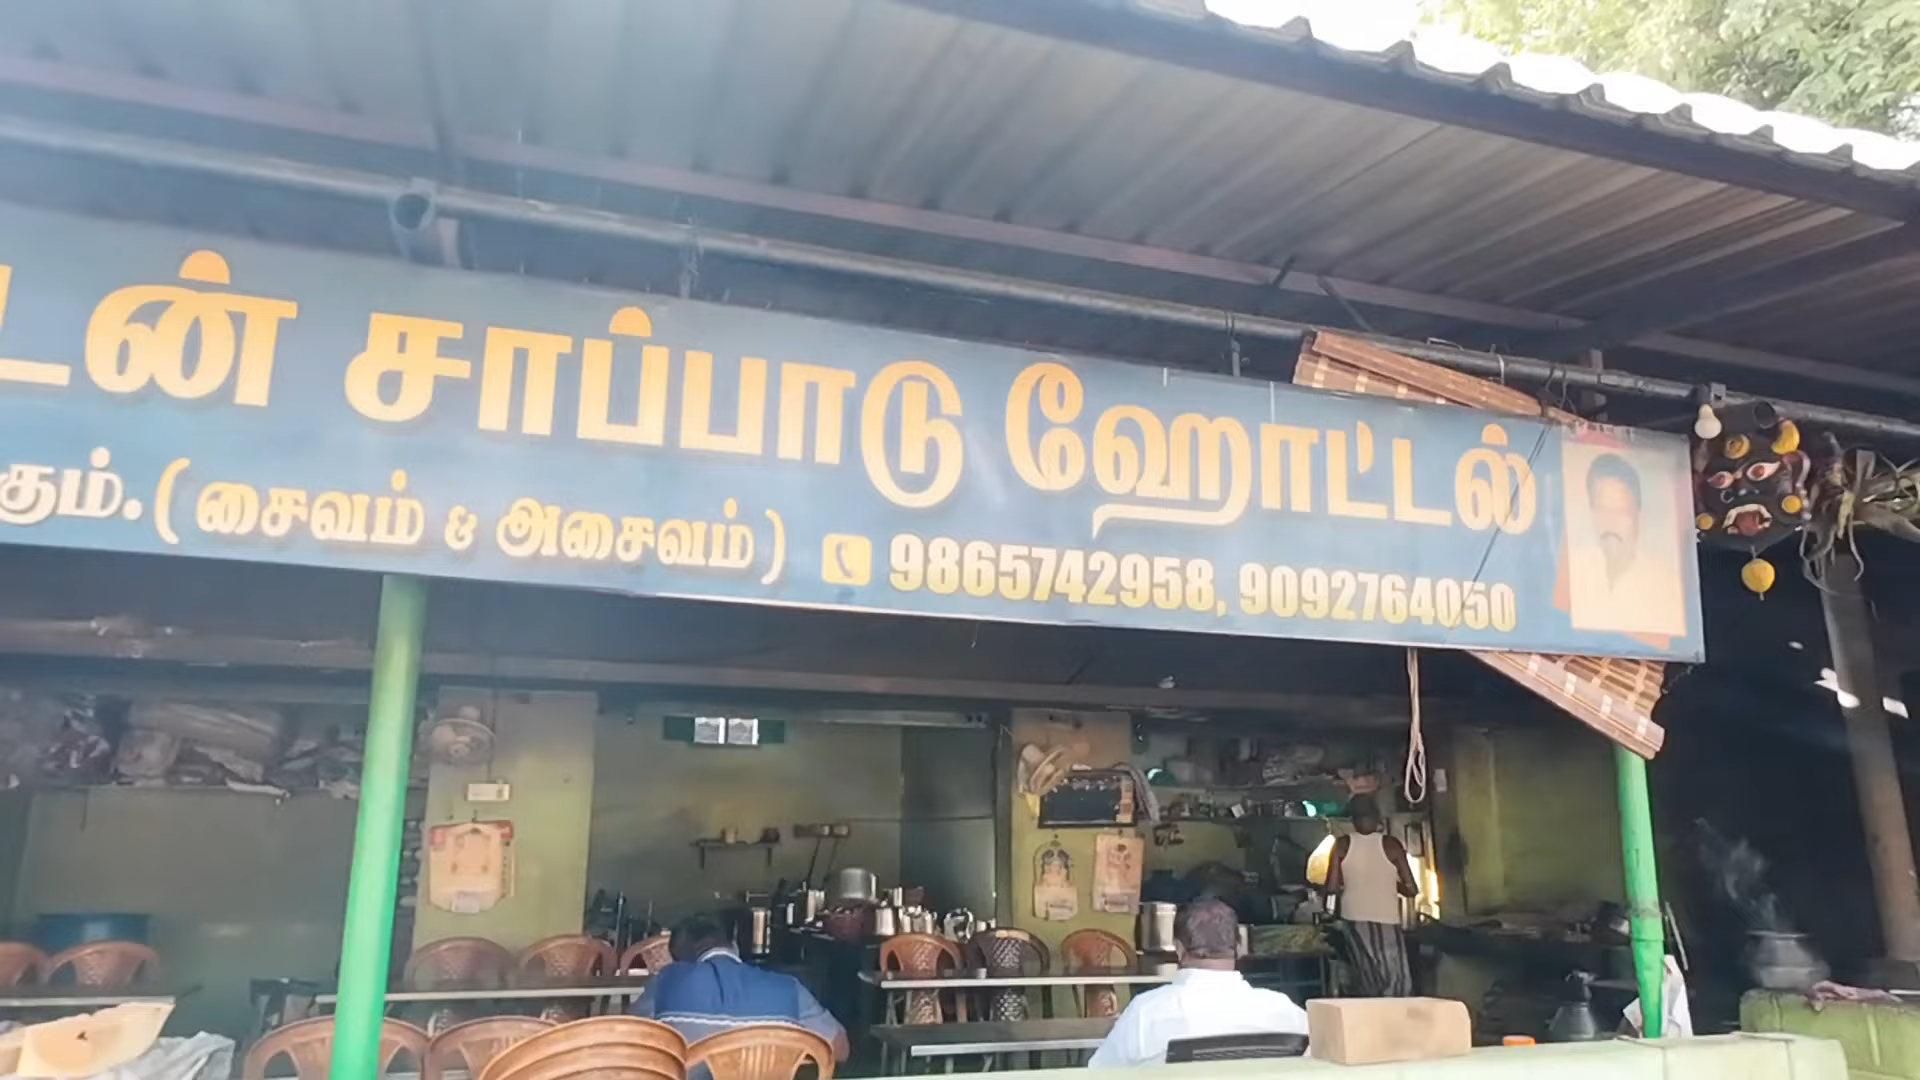 டன் சாப்பாடு ஹோட்டல்
கும். (சைவம் & அசைவம்) 9865742958, 9092764050